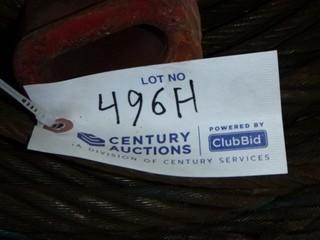 LOT NO
496H
CENTURY AUCTIONS
POWERED BY
ClubBid
A DIVISION OF CENTURY SERVICES